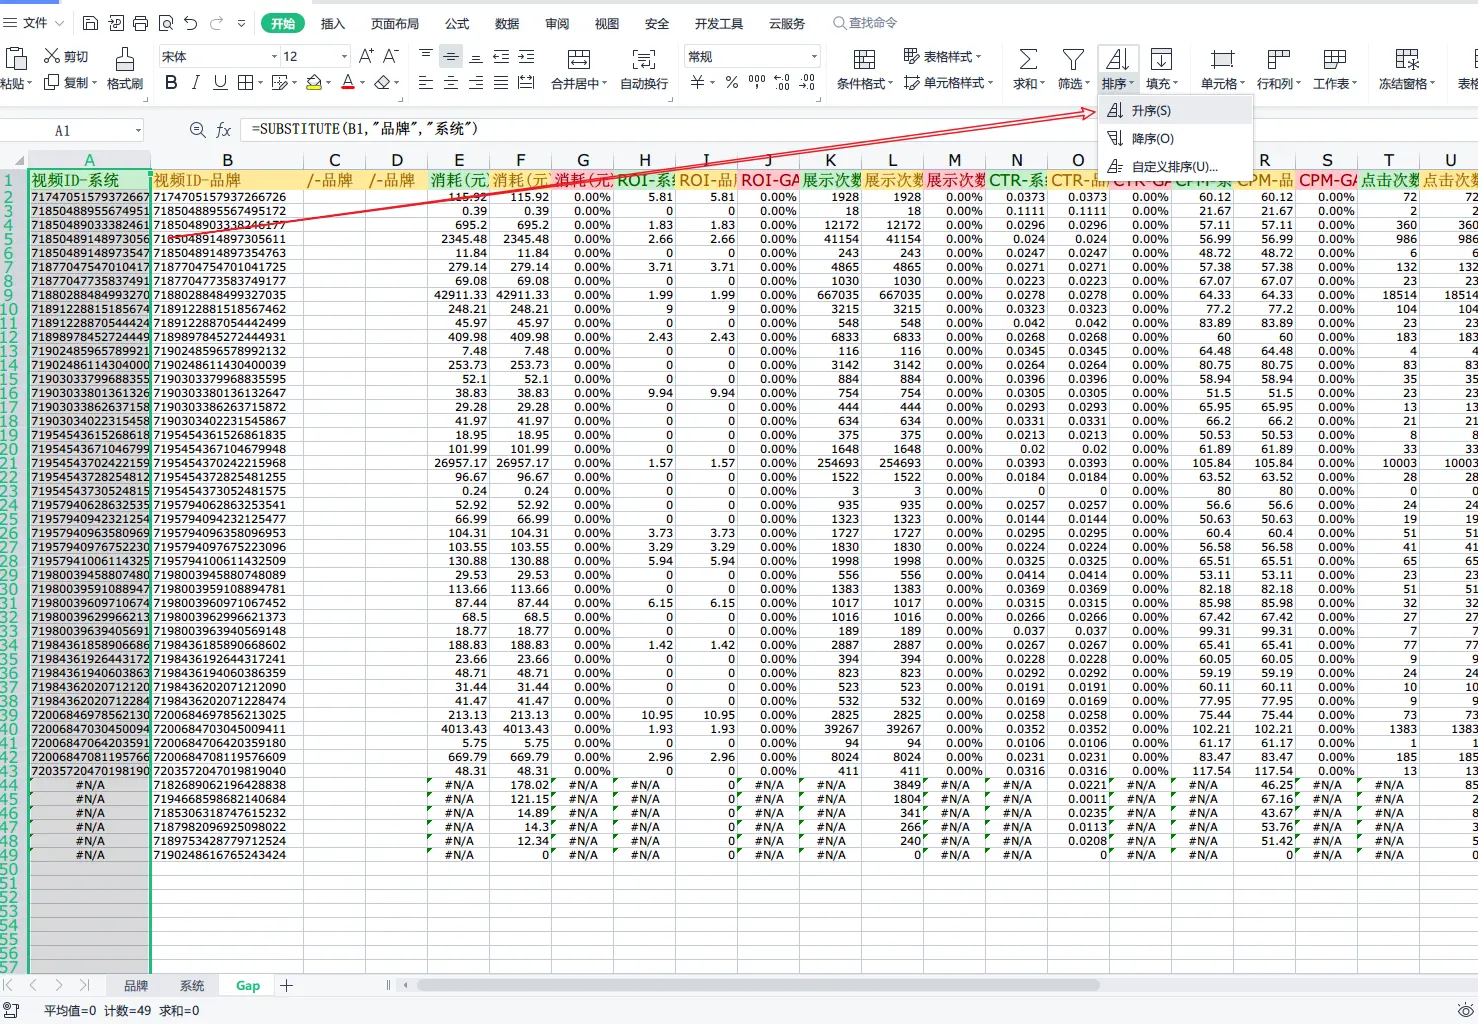 文件 开始 插入 页面布局 公式 数据 审阅 视图 安全 开发工具 云服务 查找命令
剪切 宋体 12 常规 表格样式
粘贴 复制 格式刷 合并居中 自动换行 条件格式 单元格样式 求和 筛选 排序 填充 单元格 行和列 工作表 冻结窗格
升序(S)
降序(O)
自定义排序(U)...
A1 fx =SUBSTITUTE(B1,"品牌","系统")
A B C D E F G H I J K L M N O R S T U
1 视频ID-系统 视频ID-品牌 /-品牌 /-品牌 消耗(元) 消耗(元 消耗(元 ROI-系 ROI-品 ROI-GA 展示次数 展示次数 展示次数 CTR-系 CTR-品 CTR-GA CPM-系 CPM-品 CPM-GA 点击次数 点击次数
2 71747051579372667 7174705157937266726 115.92 115.92 0.00% 5.81 5.81 0.00% 1928 1928 0.00% 0.0373 0.0373 0.00% 60.12 60.12 0.00% 72 72
3 71850488955674951 7185048895567495172 0.39 0.39 0.00% 0 0 0.00% 18 18 0.00% 0.1111 0.1111 0.00% 21.67 21.67 0.00% 2 2
4 71850489033382461 7185048903338246177 695.2 695.2 0.00% 1.83 1.83 0.00% 12172 12172 0.00% 0.0296 0.0296 0.00% 57.11 57.11 0.00% 360 360
5 71850489148973056 7185048914897305611 2345.48 2345.48 0.00% 2.66 2.66 0.00% 41154 41154 0.00% 0.024 0.024 0.00% 56.99 56.99 0.00% 986 986
6 71850489148973547 7185048914897354763 11.84 11.84 0.00% 0 0 0.00% 243 243 0.00% 0.0247 0.0247 0.00% 48.72 48.72 0.00% 6 6
7 71877047547010417 7187704754701041725 279.14 279.14 0.00% 3.71 3.71 0.00% 4865 4865 0.00% 0.0271 0.0271 0.00% 57.38 57.38 0.00% 132 132
8 71877047735837491 7187704773583749177 69.08 69.08 0.00% 0 0 0.00% 1030 1030 0.00% 0.0223 0.0223 0.00% 67.07 67.07 0.00% 23 23
9 71880288484993270 7188028848499327035 42911.33 42911.33 0.00% 1.99 1.99 0.00% 667035 667035 0.00% 0.0278 0.0278 0.00% 64.33 64.33 0.00% 18514 18514
10 71891228815185674 7189122881518567462 248.21 248.21 0.00% 9 9 0.00% 3215 3215 0.00% 0.0323 0.0323 0.00% 77.2 77.2 0.00% 104 104
11 71891228870544424 7189122887054442499 45.97 45.97 0.00% 0 0 0.00% 548 548 0.00% 0.042 0.042 0.00% 83.89 83.89 0.00% 23 23
12 71898978452724449 7189897845272444931 409.98 409.98 0.00% 2.43 2.43 0.00% 6833 6833 0.00% 0.0268 0.0268 0.00% 60 60 0.00% 183 183
13 71902485965789921 7190248596578992132 7.48 7.48 0.00% 0 0 0.00% 116 116 0.00% 0.0345 0.0345 0.00% 64.48 64.48 0.00% 4 4
14 71902486114304000 7190248611430400039 253.73 253.73 0.00% 0 0 0.00% 3142 3142 0.00% 0.0264 0.0264 0.00% 80.75 80.75 0.00% 83 83
15 71903033799688355 7190303379968835595 52.1 52.1 0.00% 0 0 0.00% 884 884 0.00% 0.0396 0.0396 0.00% 58.94 58.94 0.00% 35 35
16 71903033801361326 7190303380136132647 38.83 38.83 0.00% 9.94 9.94 0.00% 754 754 0.00% 0.0305 0.0305 0.00% 51.5 51.5 0.00% 23 23
17 71903033862637158 7190303386263715872 29.28 29.28 0.00% 0 0 0.00% 444 444 0.00% 0.0293 0.0293 0.00% 65.95 65.95 0.00% 13 13
18 71903034022315458 7190303402231545867 41.97 41.97 0.00% 0 0 0.00% 634 634 0.00% 0.0331 0.0331 0.00% 66.2 66.2 0.00% 21 21
19 71954543615268618 7195454361526861835 18.95 18.95 0.00% 0 0 0.00% 375 375 0.00% 0.0213 0.0213 0.00% 50.53 50.53 0.00% 8 8
20 71954543671046799 7195454367104679948 101.99 101.99 0.00% 0 0 0.00% 1648 1648 0.00% 0.02 0.02 0.00% 61.89 61.89 0.00% 33 33
21 71954543702422159 7195454370242215968 26957.17 26957.17 0.00% 1.57 1.57 0.00% 254693 254693 0.00% 0.0393 0.0393 0.00% 105.84 105.84 0.00% 10003 10003
22 71954543728254812 7195454372825481255 96.67 96.67 0.00% 0 0 0.00% 1522 1522 0.00% 0.0184 0.0184 0.00% 63.52 63.52 0.00% 28 28
23 71954543730524815 7195454373052481575 0.24 0.24 0.00% 0 0 0.00% 3 3 0.00% 0 0 0.00% 80 80 0.00% 0 0
24 71957940628632535 7195794062863253541 52.92 52.92 0.00% 0 0 0.00% 935 935 0.00% 0.0257 0.0257 0.00% 56.6 56.6 0.00% 24 24
25 71957940942321254 7195794094232125477 66.99 66.99 0.00% 0 0 0.00% 1323 1323 0.00% 0.0144 0.0144 0.00% 50.63 50.63 0.00% 19 19
26 71957940963580969 7195794096358096953 104.31 104.31 0.00% 3.73 3.73 0.00% 1727 1727 0.00% 0.0295 0.0295 0.00% 60.4 60.4 0.00% 51 51
27 71957940976752230 7195794097675223096 103.55 103.55 0.00% 3.29 3.29 0.00% 1830 1830 0.00% 0.0224 0.0224 0.00% 56.58 56.58 0.00% 41 41
28 71957941006114325 7195794100611432509 130.88 130.88 0.00% 5.94 5.94 0.00% 1998 1998 0.00% 0.0325 0.0325 0.00% 65.51 65.51 0.00% 65 65
29 71980039458807480 7198003945880748089 29.53 29.53 0.00% 0 0 0.00% 556 556 0.00% 0.0414 0.0414 0.00% 53.11 53.11 0.00% 23 23
30 71980039591088947 7198003959108894781 113.66 113.66 0.00% 0 0 0.00% 1383 1383 0.00% 0.0369 0.0369 0.00% 82.18 82.18 0.00% 51 51
31 71980039609710674 7198003960971067452 87.44 87.44 0.00% 6.15 6.15 0.00% 1017 1017 0.00% 0.0315 0.0315 0.00% 85.98 85.98 0.00% 32 32
32 71980039629966213 7198003962996621373 68.5 68.5 0.00% 0 0 0.00% 1016 1016 0.00% 0.0266 0.0266 0.00% 67.42 67.42 0.00% 27 27
33 71980039639405691 7198003963940569148 18.77 18.77 0.00% 0 0 0.00% 189 189 0.00% 0.037 0.037 0.00% 99.31 99.31 0.00% 7 7
34 71984361858906686 7198436185890668602 188.83 188.83 0.00% 1.42 1.42 0.00% 2887 2887 0.00% 0.0267 0.0267 0.00% 65.41 65.41 0.00% 77 77
35 71984361926443172 7198436192644317241 23.66 23.66 0.00% 0 0 0.00% 394 394 0.00% 0.0228 0.0228 0.00% 60.05 60.05 0.00% 9 9
36 71984361940603863 7198436194060386359 48.71 48.71 0.00% 0 0 0.00% 823 823 0.00% 0.0292 0.0292 0.00% 59.19 59.19 0.00% 24 24
37 71984362020712120 7198436202071212090 31.44 31.44 0.00% 0 0 0.00% 523 523 0.00% 0.0191 0.0191 0.00% 60.11 60.11 0.00% 10 10
38 71984362020712284 7198436202071228474 41.47 41.47 0.00% 0 0 0.00% 532 532 0.00% 0.0169 0.0169 0.00% 77.95 77.95 0.00% 9 9
39 72006846978562130 7200684697856213025 213.13 213.13 0.00% 10.95 10.95 0.00% 2825 2825 0.00% 0.0258 0.0258 0.00% 75.44 75.44 0.00% 73 73
40 72006847030450094 7200684703045009411 4013.43 4013.43 0.00% 1.93 1.93 0.00% 39267 39267 0.00% 0.0352 0.0352 0.00% 102.21 102.21 0.00% 1383 1383
41 72006847064203591 7200684706420359180 5.75 5.75 0.00% 0 0 0.00% 94 94 0.00% 0.0106 0.0106 0.00% 61.17 61.17 0.00% 1 1
42 72006847081195766 7200684708119576609 669.79 669.79 0.00% 2.96 2.96 0.00% 8024 8024 0.00% 0.0231 0.0231 0.00% 83.47 83.47 0.00% 185 185
43 72035720470198190 7203572047019819040 48.31 48.31 0.00% 0 0 0.00% 411 411 0.00% 0.0316 0.0316 0.00% 117.54 117.54 0.00% 13 13
44 #N/A 7182689062196428838 #N/A 178.02 #N/A #N/A 0 #N/A #N/A 3849 #N/A #N/A 0.0221 #N/A #N/A 46.25 #N/A #N/A 85
45 #N/A 7194668598682140684 #N/A 121.15 #N/A #N/A 0 #N/A #N/A 1804 #N/A #N/A 0.0011 #N/A #N/A 67.16 #N/A #N/A 2
46 #N/A 7185306318747615232 #N/A 14.89 #N/A #N/A 0 #N/A #N/A 341 #N/A #N/A 0.0235 #N/A #N/A 43.67 #N/A #N/A 8
47 #N/A 7187982096925098022 #N/A 14.3 #N/A #N/A 0 #N/A #N/A 266 #N/A #N/A 0.0113 #N/A #N/A 53.76 #N/A #N/A 3
48 #N/A 7189753428779712524 #N/A 12.34 #N/A #N/A 0 #N/A #N/A 240 #N/A #N/A 0.0208 #N/A #N/A 51.42 #N/A #N/A 5
49 #N/A 7190248616765243424 #N/A 0 #N/A #N/A 0 #N/A #N/A 0 #N/A #N/A 0 #N/A #N/A 0 #N/A #N/A 0
50
51
52
53
54
55
56
57
品牌 系统 Gap
平均值=0 计数=49 求和=0